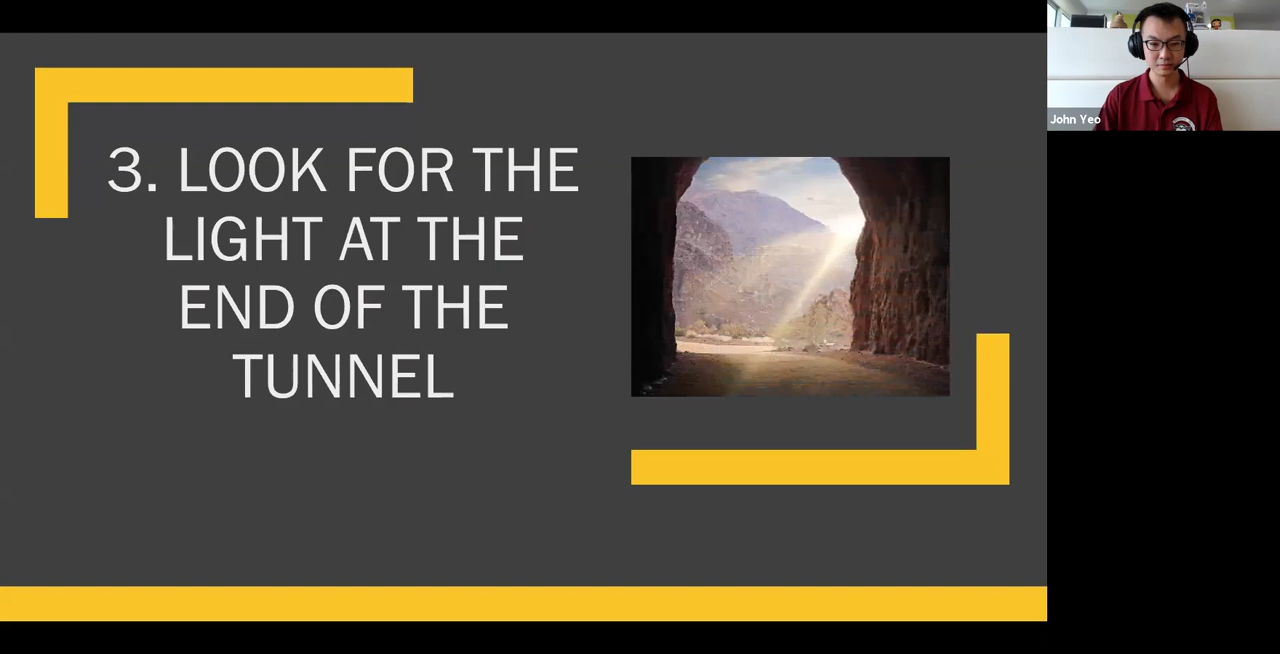 3. LOOK FOR THE
LIGHT AT THE
END OF THE
TUNNEL
John Yeo